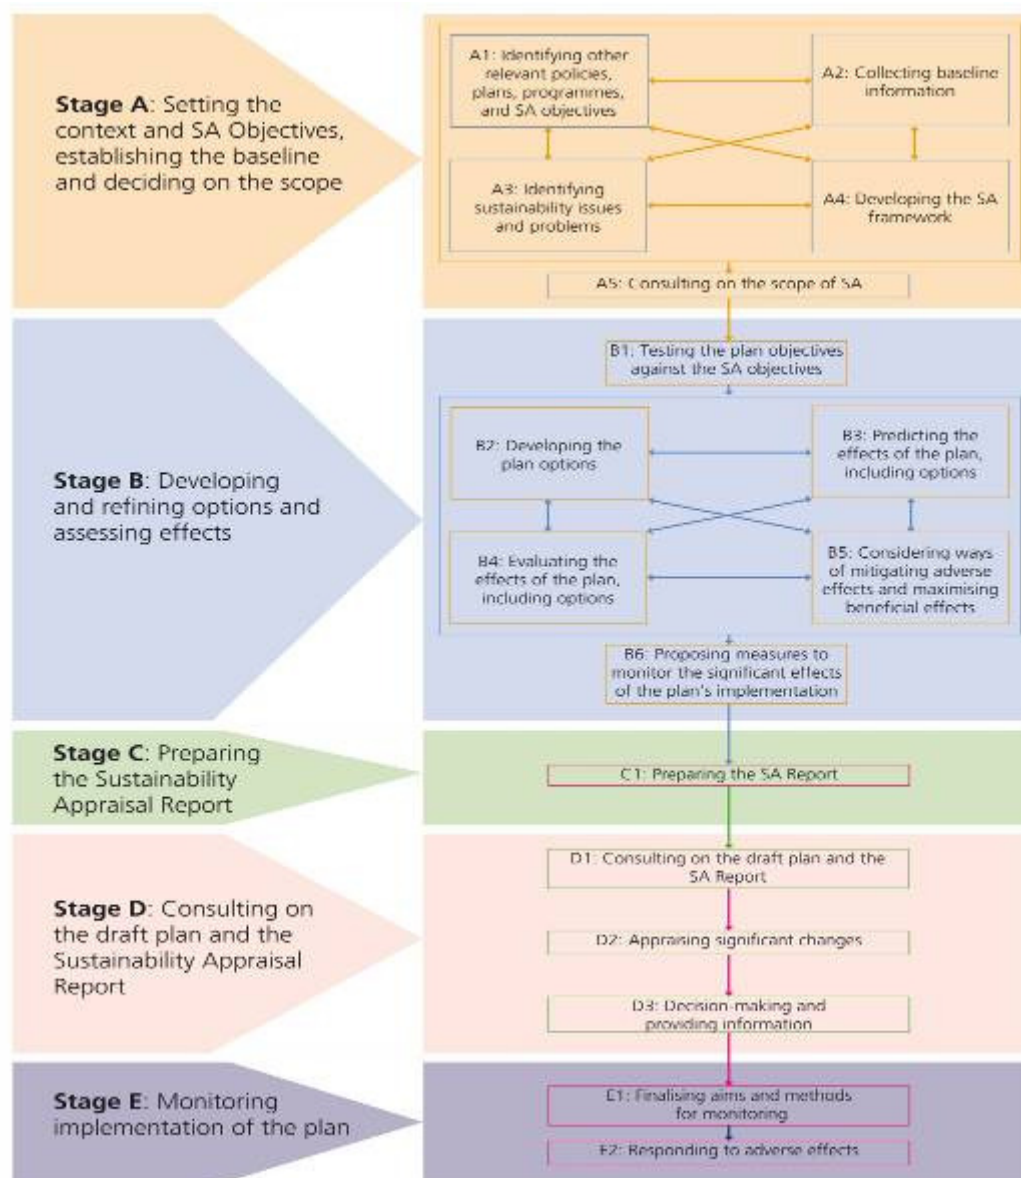 Stage A: Setting the
context and SA Objectives,
establishing the baseline
and deciding on the scope
A1: Identifying other
relevant policies,
plans, programmes,
and SA objectives
A2: Collecting baseline
information
A3: Identifying
sustainability issues
and problems
A4: Developing the SA
framework
A5: Consulting on the scope of SA
Stage B: Developing
and refining options and
assessing effects
B1: Testing the plan objectives
against the SA objectives
B2: Developing the
plan options
B3: Predicting the
effects of the plan,
including options
B4: Evaluating the
effects of the plan,
including options
B5: Considering ways
of mitigating adverse
effects and maximising
beneficial effects
B6: Proposing measures to
monitor the significant effects
of the plan's implementation
Stage C: Preparing
the Sustainability
Appraisal Report
C1: Preparing the SA Report
Stage D: Consulting on
the draft plan and the
Sustainability Appraisal
Report
D1: Consulting on the draft plan and the
SA Report
D2: Appraising significant changes
D3: Decision-making and
providing information
Stage E: Monitoring
implementation of the plan
E1: Finalising aims and methods
for monitoring
E2: Responding to adverse effects